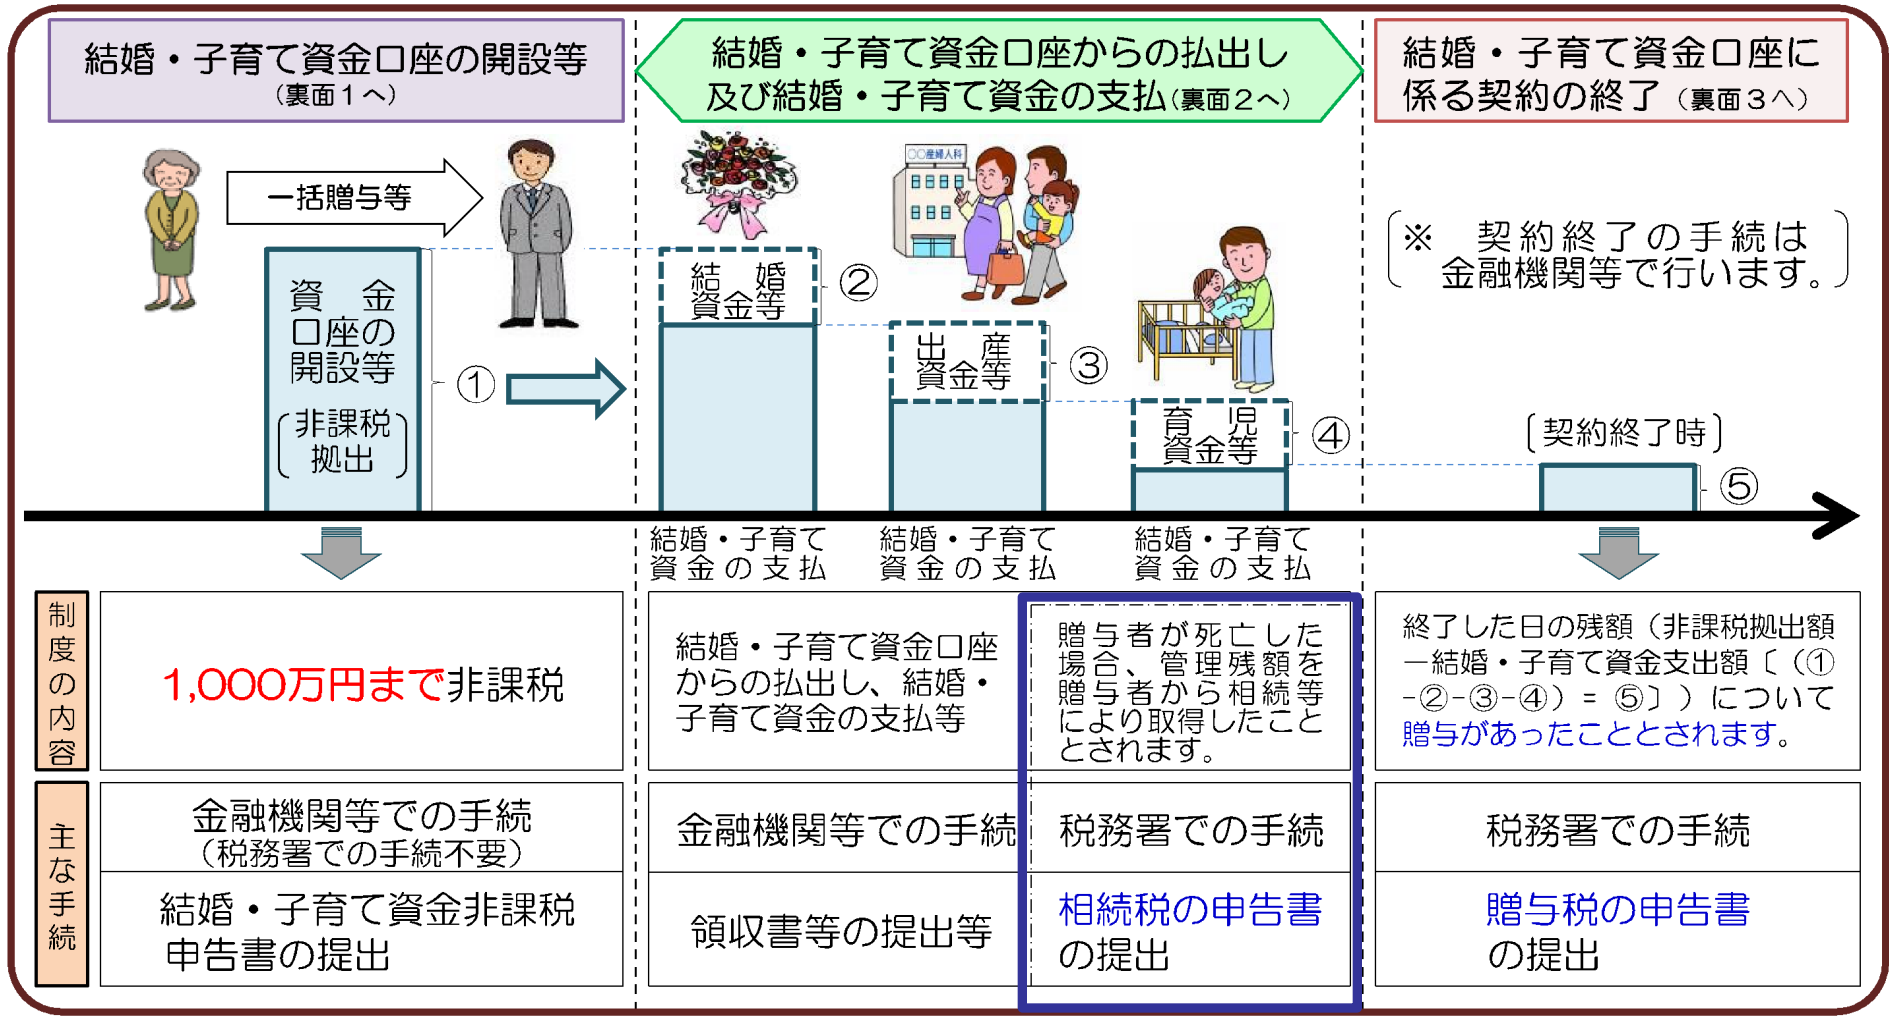 結婚・子育て資金口座の開設等
（裏面１へ）
結婚・子育て資金口座からの払出し
及び結婚・子育て資金の支払（裏面２へ）
結婚・子育て資金口座に
係る契約の終了（裏面３へ）
一括贈与等
〇〇産婦人科
※　契約終了の手続は
金融機関等で行います。
資　金
口座の
開設等
非課税
拠出
①
結　婚
資金等
②
出　産
資金等
③
育　児
資金等
④
〔契約終了時〕
⑤
結婚・子育て
資金の支払
結婚・子育て
資金の支払
結婚・子育て
資金の支払
制度の内容
1,000万円まで非課税
結婚・子育て資金口座
からの払出し、結婚・
子育て資金の支払等
贈与者が死亡した
場合、管理残額を
贈与者から相続等
により取得したこと
とされます。
終了した日の残額（非課税拠出額
－結婚・子育て資金支出額〔（①
-②-③-④）＝ ⑤〕）について
贈与があったこととされます。
主な手続
金融機関等での手続
（税務署での手続不要）
金融機関等での手続
税務署での手続
税務署での手続
結婚・子育て資金非課税
申告書の提出
領収書等の提出等
相続税の申告書
の提出
贈与税の申告書
の提出